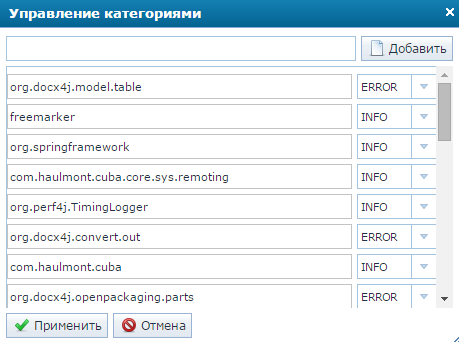 Управление категориями
Добавить
org.docx4j.model.table ERROR
freemarker INFO
org.springframework INFO
com.haulmont.cuba.core.sys.remoting INFO
org.perf4j.TimingLogger INFO
org.docx4j.convert.out ERROR
com.haulmont.cuba INFO
org.docx4j.openpackaging.parts ERROR
Применить Отмена